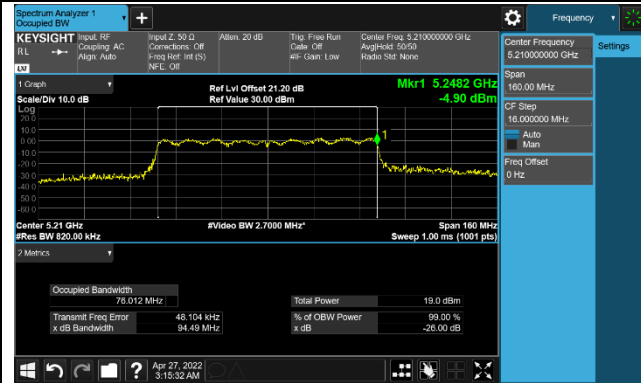 Spectrum Analyzer 1
Occupied BW
Frequency
KEYSIGHT
RL
Input: RF
Coupling: AC
Align: Auto
Input Z: 50 Ω
Corrections: Off
Freq Ref: Int (S)
NFE: Off
Atten: 20 dB
Trig: Free Run
Gate: Off
#IF Gain: Low
Center Freq: 5.210000000 GHz
Avg|Hold: 50/50
Radio Std: None
LXI
1 Graph
Scale/Div 10.0 dB
Ref Lvl Offset 21.20 dB
Ref Value 30.00 dBm
Mkr1 5.2482 GHz
-4.90 dBm
Log
20.0
10.0
0.00
-10.0
-20.0
-30.0
-40.0
-50.0
-60.0
1
Center 5.21 GHz
#Res BW 820.00 kHz
#Video BW 2.7000 MHz*
Span 160 MHz
Sweep 1.00 ms (1001 pts)
2 Metrics
Occupied Bandwidth
76.012 MHz
Transmit Freq Error 48.104 kHz
x dB Bandwidth 94.49 MHz
Total Power 19.0 dBm
% of OBW Power 99.00 %
x dB -26.00 dB
Apr 27, 2022
3:15:32 AM
Center Frequency
5.210000000 GHz
Span
160.00 MHz
CF Step
16.000000 MHz
Auto
Man
Freq Offset
0 Hz
Settings